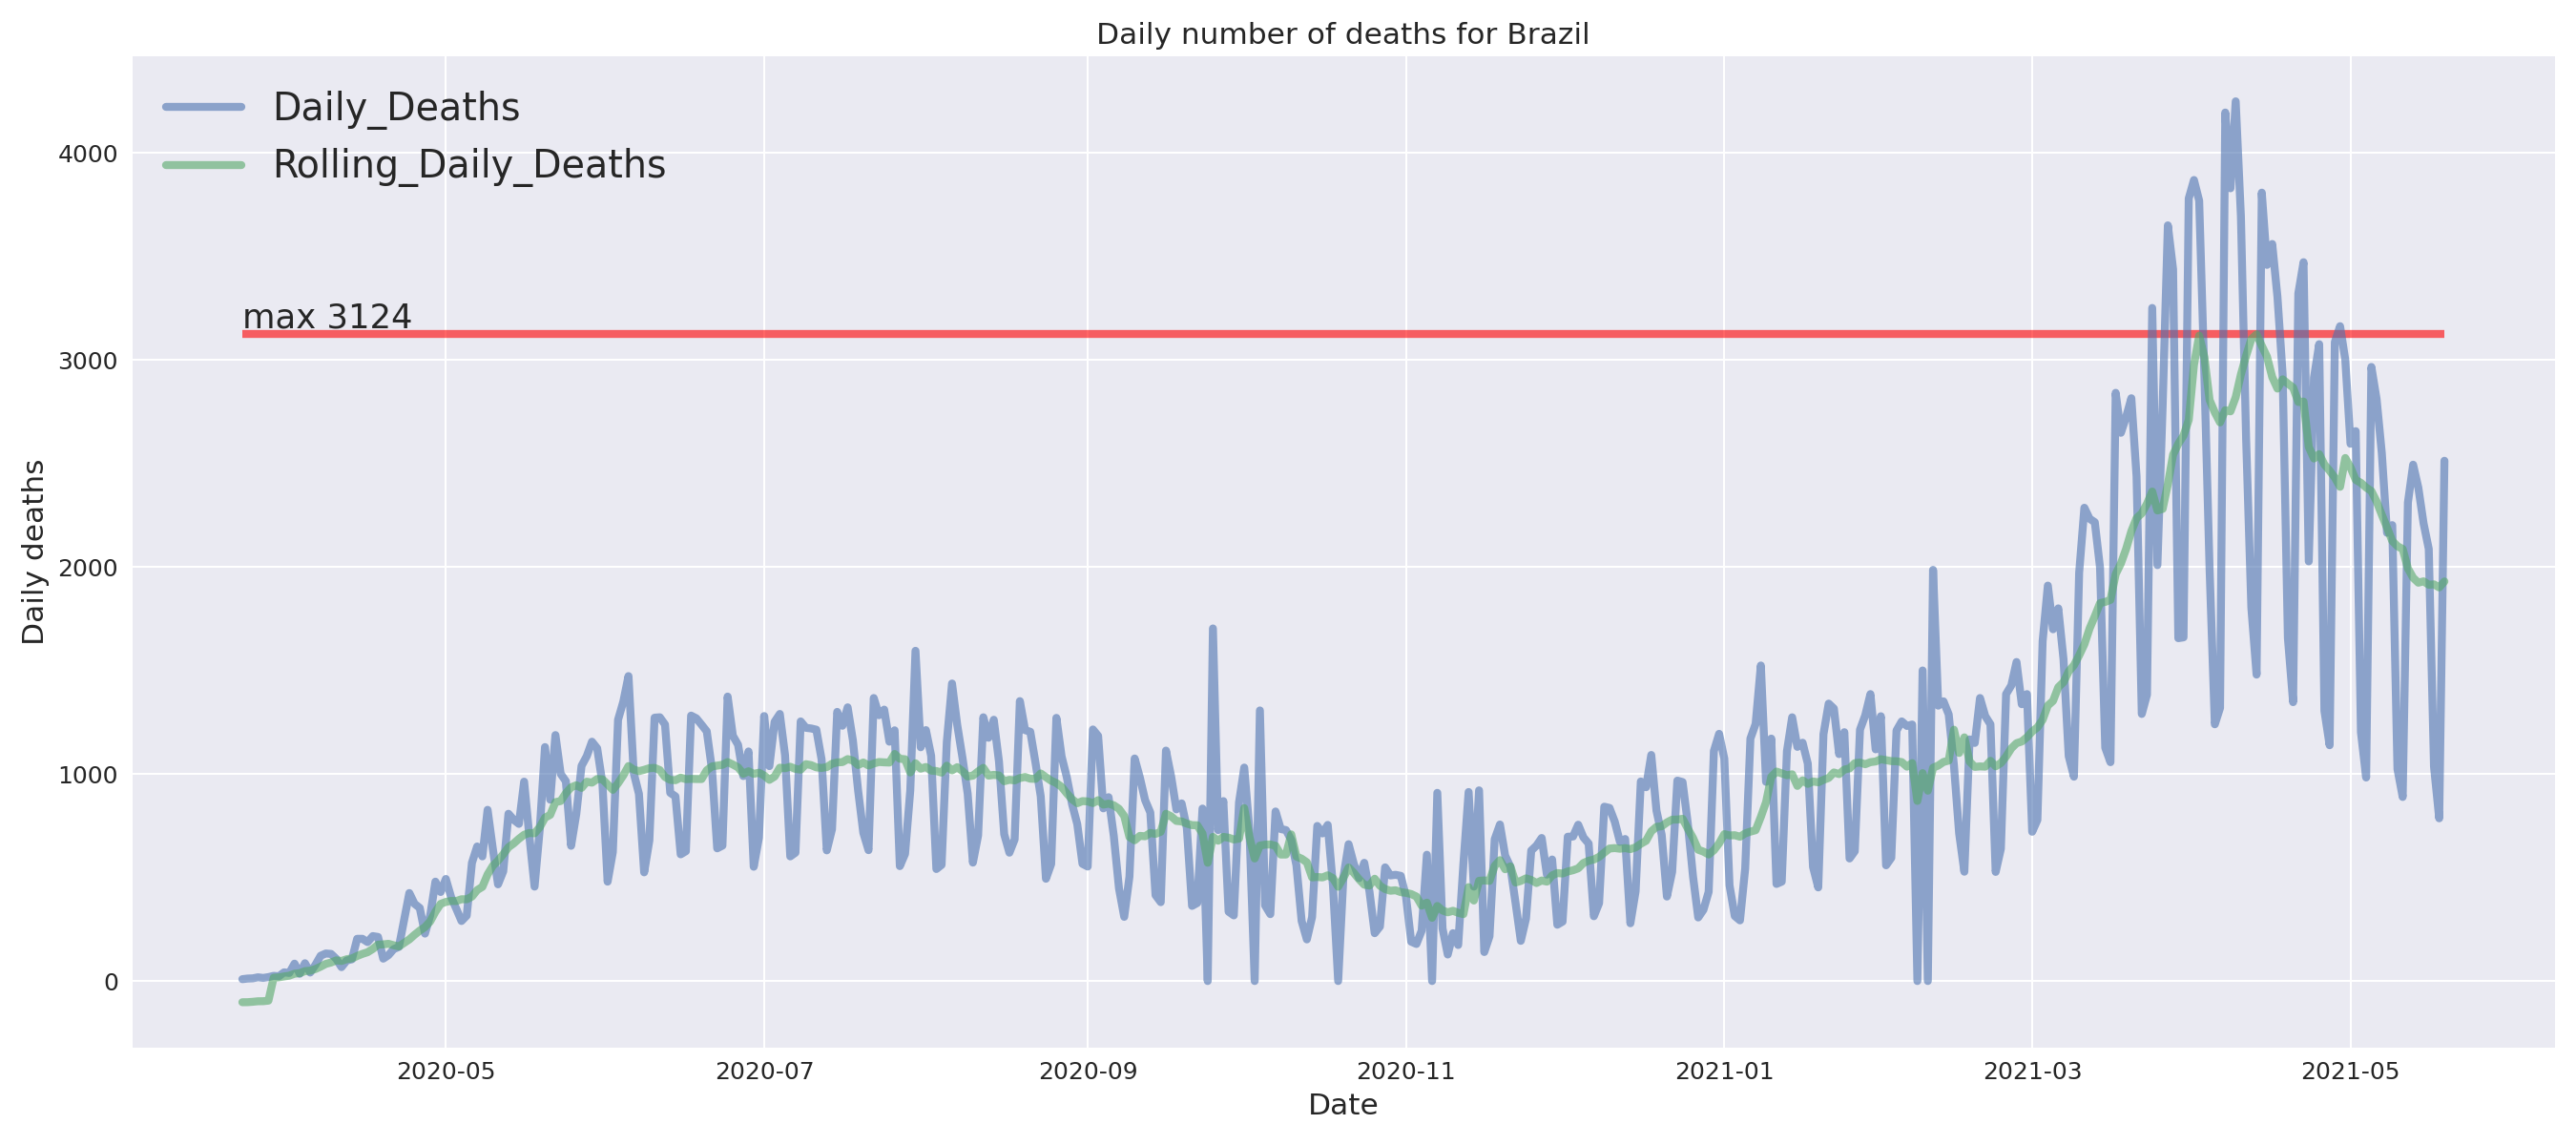 Daily number of deaths for Brazil
Daily_Deaths
Rolling_Daily_Deaths
max 3124
4000
3000
2000
1000
0
Daily deaths
2020-05 2020-07 2020-09 2020-11 2021-01 2021-03 2021-05
Date